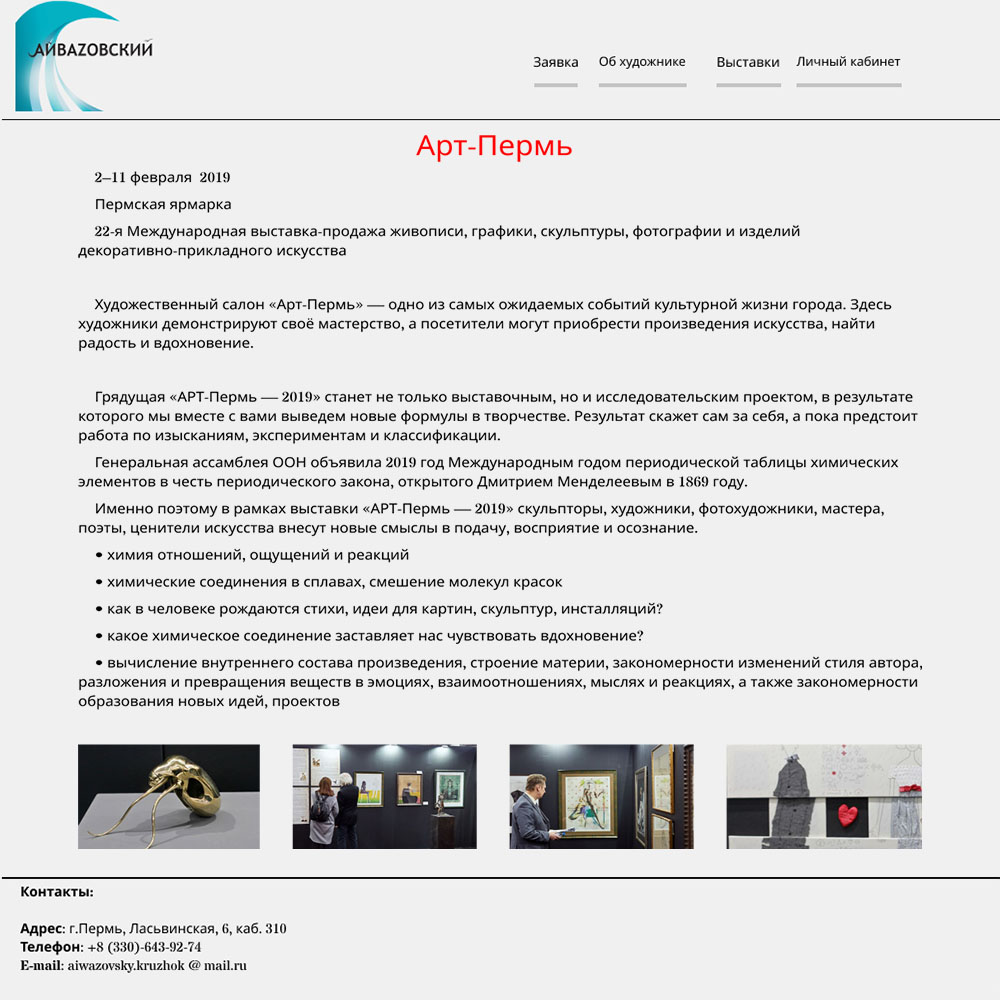 АЙВАZОВСКИЙ
Заявка Об художнике Выставки Личный кабинет
Арт-Пермь
2–11 февраля 2019
Пермская ярмарка
22-я Международная выставка-продажа живописи, графики, скульптуры, фотографии и изделий
декоративно-прикладного искусства
Художественный салон «Арт-Пермь» — одно из самых ожидаемых событий культурной жизни города. Здесь
художники демонстрируют своё мастерство, а посетители могут приобрести произведения искусства, найти
радость и вдохновение.
Грядущая «АРТ-Пермь — 2019» станет не только выставочным, но и исследовательским проектом, в результате
которого мы вместе с вами выведем новые формулы в творчестве. Результат скажет сам за себя, а пока предстоит
работа по изысканиям, экспериментам и классификации.
Генеральная ассамблея ООН объявила 2019 год Международным годом периодической таблицы химических
элементов в честь периодического закона, открытого Дмитрием Менделеевым в 1869 году.
Именно поэтому в рамках выставки «АРТ-Пермь — 2019» скульпторы, художники, фотохудожники, мастера,
поэты, ценители искусства внесут новые смыслы в подачу, восприятие и осознание.
• химия отношений, ощущений и реакций
• химические соединения в сплавах, смешение молекул красок
• как в человеке рождаются стихи, идеи для картин, скульптур, инсталляций?
• какое химическое соединение заставляет нас чувствовать вдохновение?
• вычисление внутреннего состава произведения, строение материи, закономерности изменений стиля автора,
разложения и превращения веществ в эмоциях, взаимоотношениях, мыслях и реакциях, а также закономерности
образования новых идей, проектов
Контакты:
Адрес: г.Пермь, Ласьвинская, 6, каб. 310
Телефон: +8 (330)-643-92-74
E-mail: aiwazovsky.kruzhok @ mail.ru